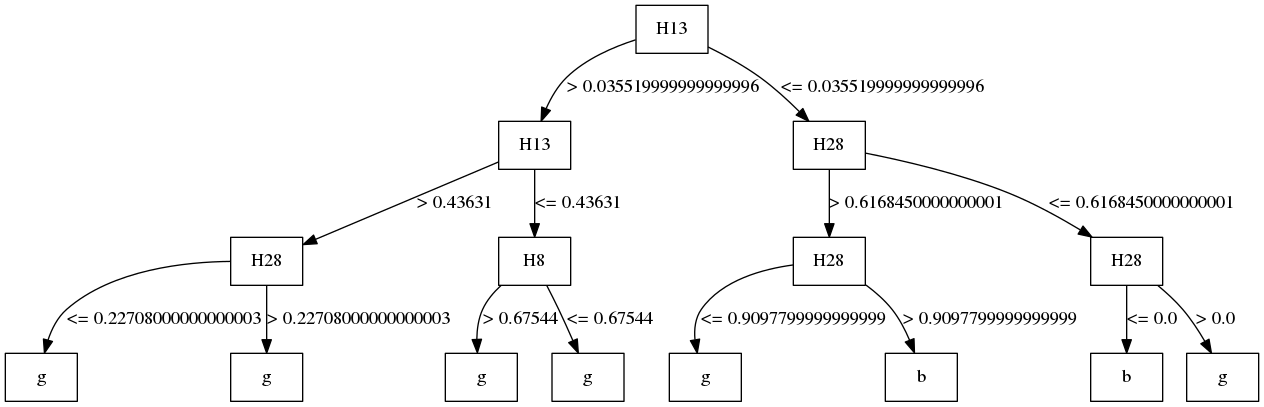 H13
> 0.035519999999999996
<= 0.035519999999999996
H13
H28
> 0.43631
<= 0.43631
> 0.6168450000000001
<= 0.6168450000000001
H28
H8
H28
H28
<= 0.22708000000000003
> 0.22708000000000003
> 0.67544
<= 0.67544
<= 0.9097799999999999
> 0.9097799999999999
<= 0.0
> 0.0
g
g
g
g
g
b
b
g